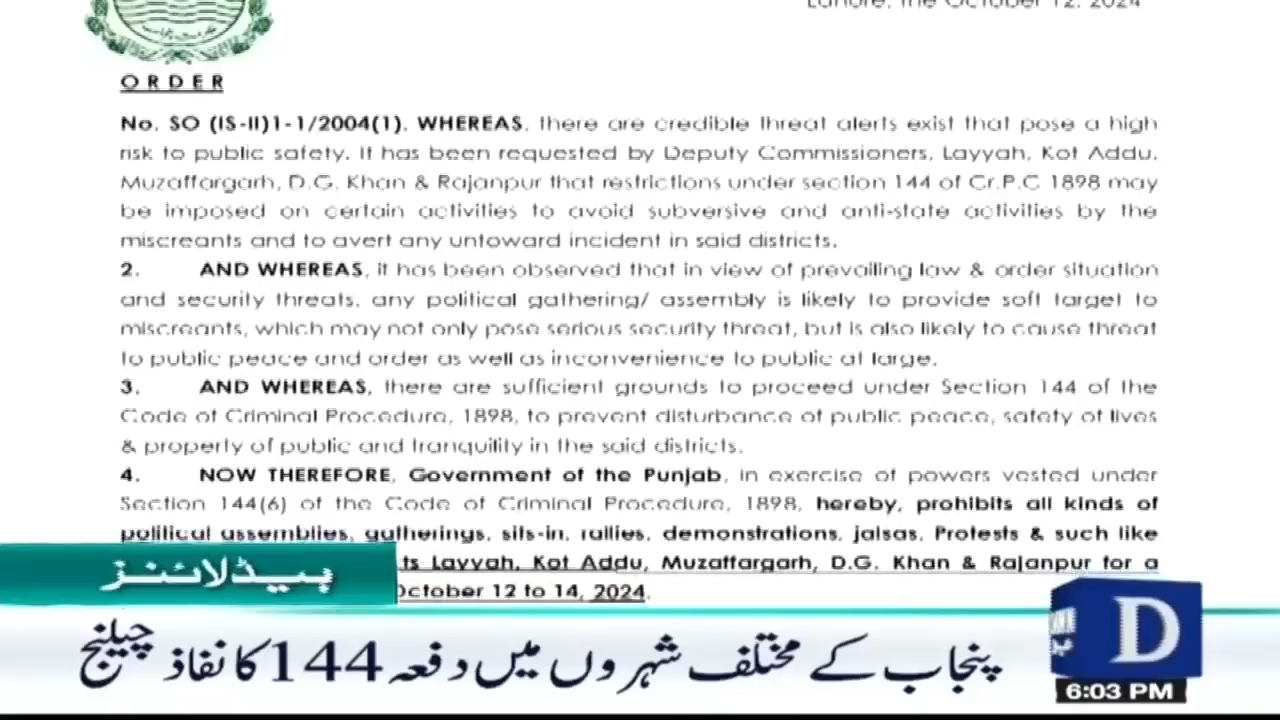 Lahore, the October 12, 2024
ORDER
No. SO (IS-II)1-1/2004(1). WHEREAS, there are credible threat alerts exist that pose a high
risk to public safety. It has been requested by Deputy Commissioners, Layyah, Kot Addu,
Muzaffargarh, D.G. Khan & Rajanpur that restrictions under section 144 of Cr.P.C 1898 may
be imposed on certain activities to avoid subversive and anti-state activities by the
miscreants and to avert any untoward incident in said districts.
2. AND WHEREAS, it has been observed that in view of prevailing law & order situation
and security threats, any political gathering/ assembly is likely to provide soft target to
miscreants, which may not only pose serious security threat, but is also likely to cause threat
to public peace and order as well as inconvenience to public at large.
3. AND WHEREAS, there are sufficient grounds to proceed under Section 144 of the
Code of Criminal Procedure, 1898, to prevent disturbance of public peace, safety of lives
& property of public and tranquility in the said districts.
4. NOW THEREFORE, Government of the Punjab, in exercise of powers vested under
Section 144(6) of the Code of Criminal Procedure, 1898, hereby, prohibits all kinds of
political assemblies, gatherings, sits-in, rallies, demonstrations, jalsas, Protests & such like
ts Layyah, Kot Addu, Muzaffargarh, D.G. Khan & Rajanpur for a
October 12 to 14, 2024.
ہیڈلائنز
پنجاب کے مختلف شہروں میں دفعہ 144 کا نفاذ چیلنج
D
6:03 PM